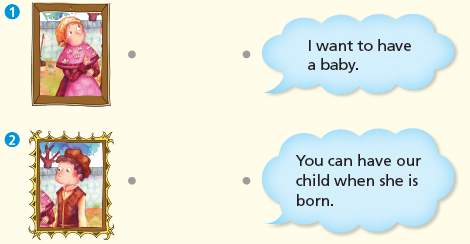 1
I want to have
a baby.
2
You can have our
child when she is
born.